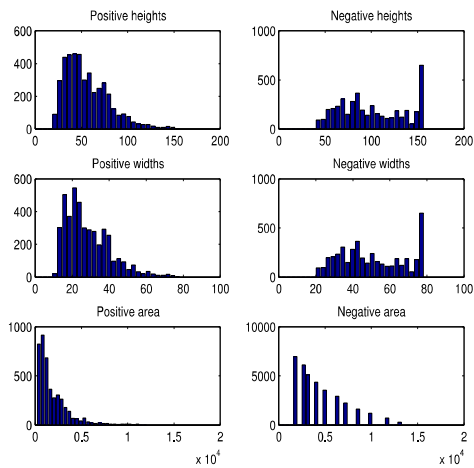 Positive heights
600
400
200
0
0 50 100 150 200
Negative heights
1000
500
0
0 50 100 150 200
Positive widths
600
400
200
0
0 20 40 60 80 100
Negative widths
1000
500
0
0 20 40 60 80 100
Positive area
1000
500
0
0 0.5 1 1.5 2
x 10^4
Negative area
10000
5000
0
0 0.5 1 1.5 2
x 10^4